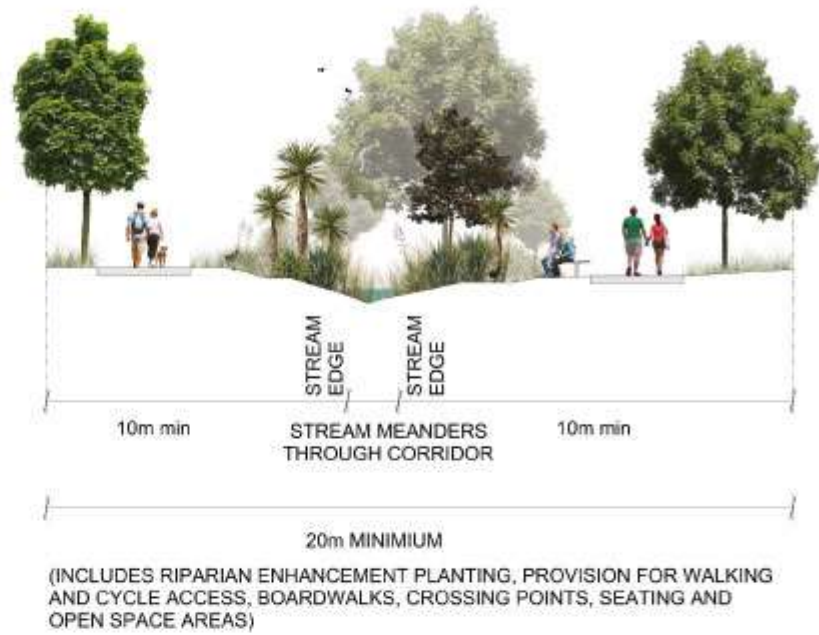 STREAM
EDGE
STREAM
EDGE
10m min
STREAM MEANDERS
THROUGH CORRIDOR
10m min
20m MINIMIUM
(INCLUDES RIPARIAN ENHANCEMENT PLANTING, PROVISION FOR WALKING
AND CYCLE ACCESS, BOARDWALKS, CROSSING POINTS, SEATING AND
OPEN SPACE AREAS)